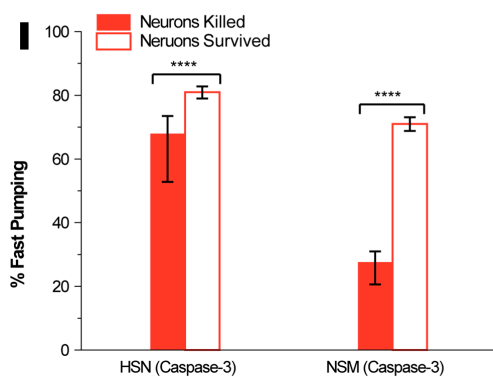 I
Neurons Killed
Neruons Survived
100
80
60
40
20
0
% Fast Pumping
****
****
HSN (Caspase-3)
NSM (Caspase-3)